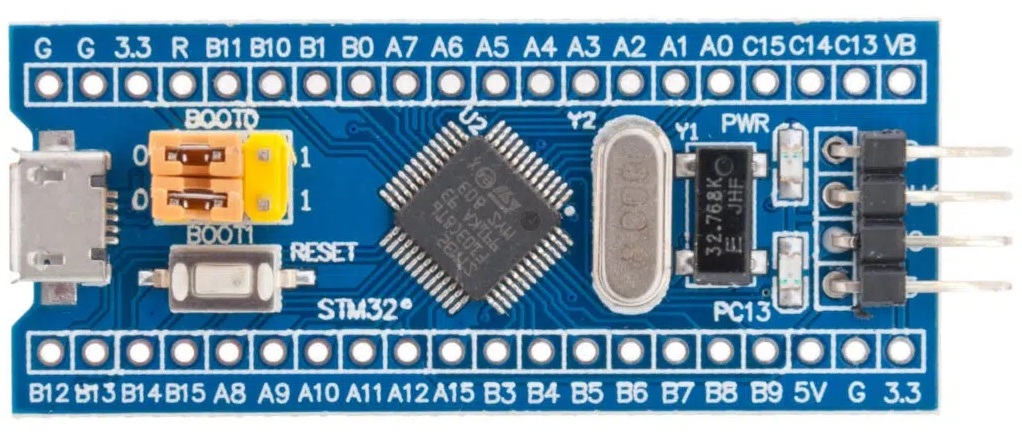 G G 3.3 R B11 B10 B1 B0 A7 A6 A5 A4 A3 A2 A1 A0 C15 C14 C13 VB
BOOT0
U2
Y2
Y1
PWR
0 1
0 1
BOOT1
32.768K
JHF
E
RESET
STM32
PC13
B12 B13 B14 B15 A8 A9 A10 A11 A12 A15 B3 B4 B5 B6 B7 B8 B9 5V G 3.3